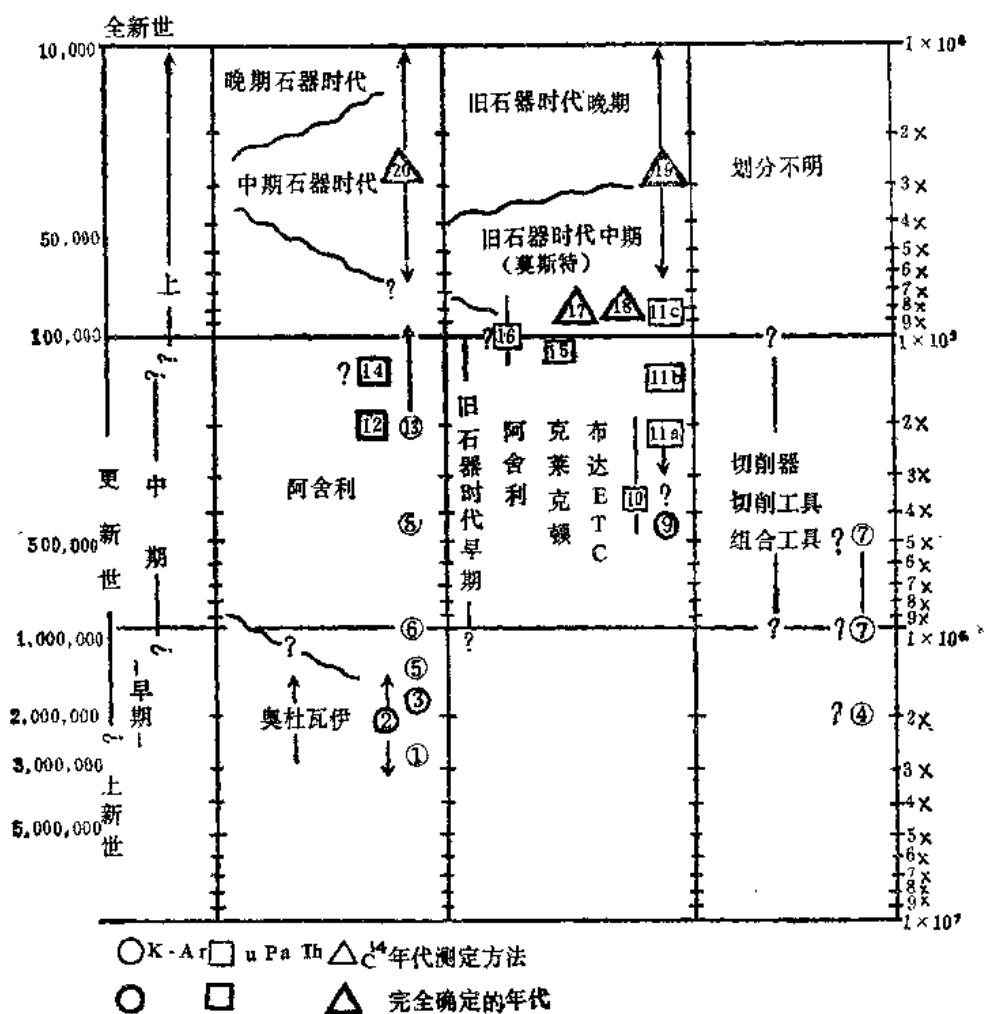 全新世
10,000
1×10⁴
晚期石器时代
旧石器时代晚期
2×
中期石器时代
20
19
划分不明
3×
4×
50,000
旧石器时代中期
5×
(莫斯特)
6×
上
?
7×
17
18
11c
8×
9×
?
16
100,000
?
1×10⁵
?
?
15
?
14
11b
12
13
11a
2×
旧石器时代早期
阿舍利
克莱克顿
布达ETC
更新世
中期
阿舍利
?
切削器
3×
10
切削工具
4×
8
9
500,000
组合工具
?
7
5×
6×
7×
8×
9×
6
?
?
7
1,000,000
?
?
?
1×10⁶
早期
5
3
奥杜瓦伊
2
2,000,000
?
4
2×
?
1
3,000,000
3×
上新世
4×
5,000,000
5×
6×
7×
8×
9×
1×10⁷
K-Ar
u Pa Th
C¹⁴年代测定方法
完全确定的年代